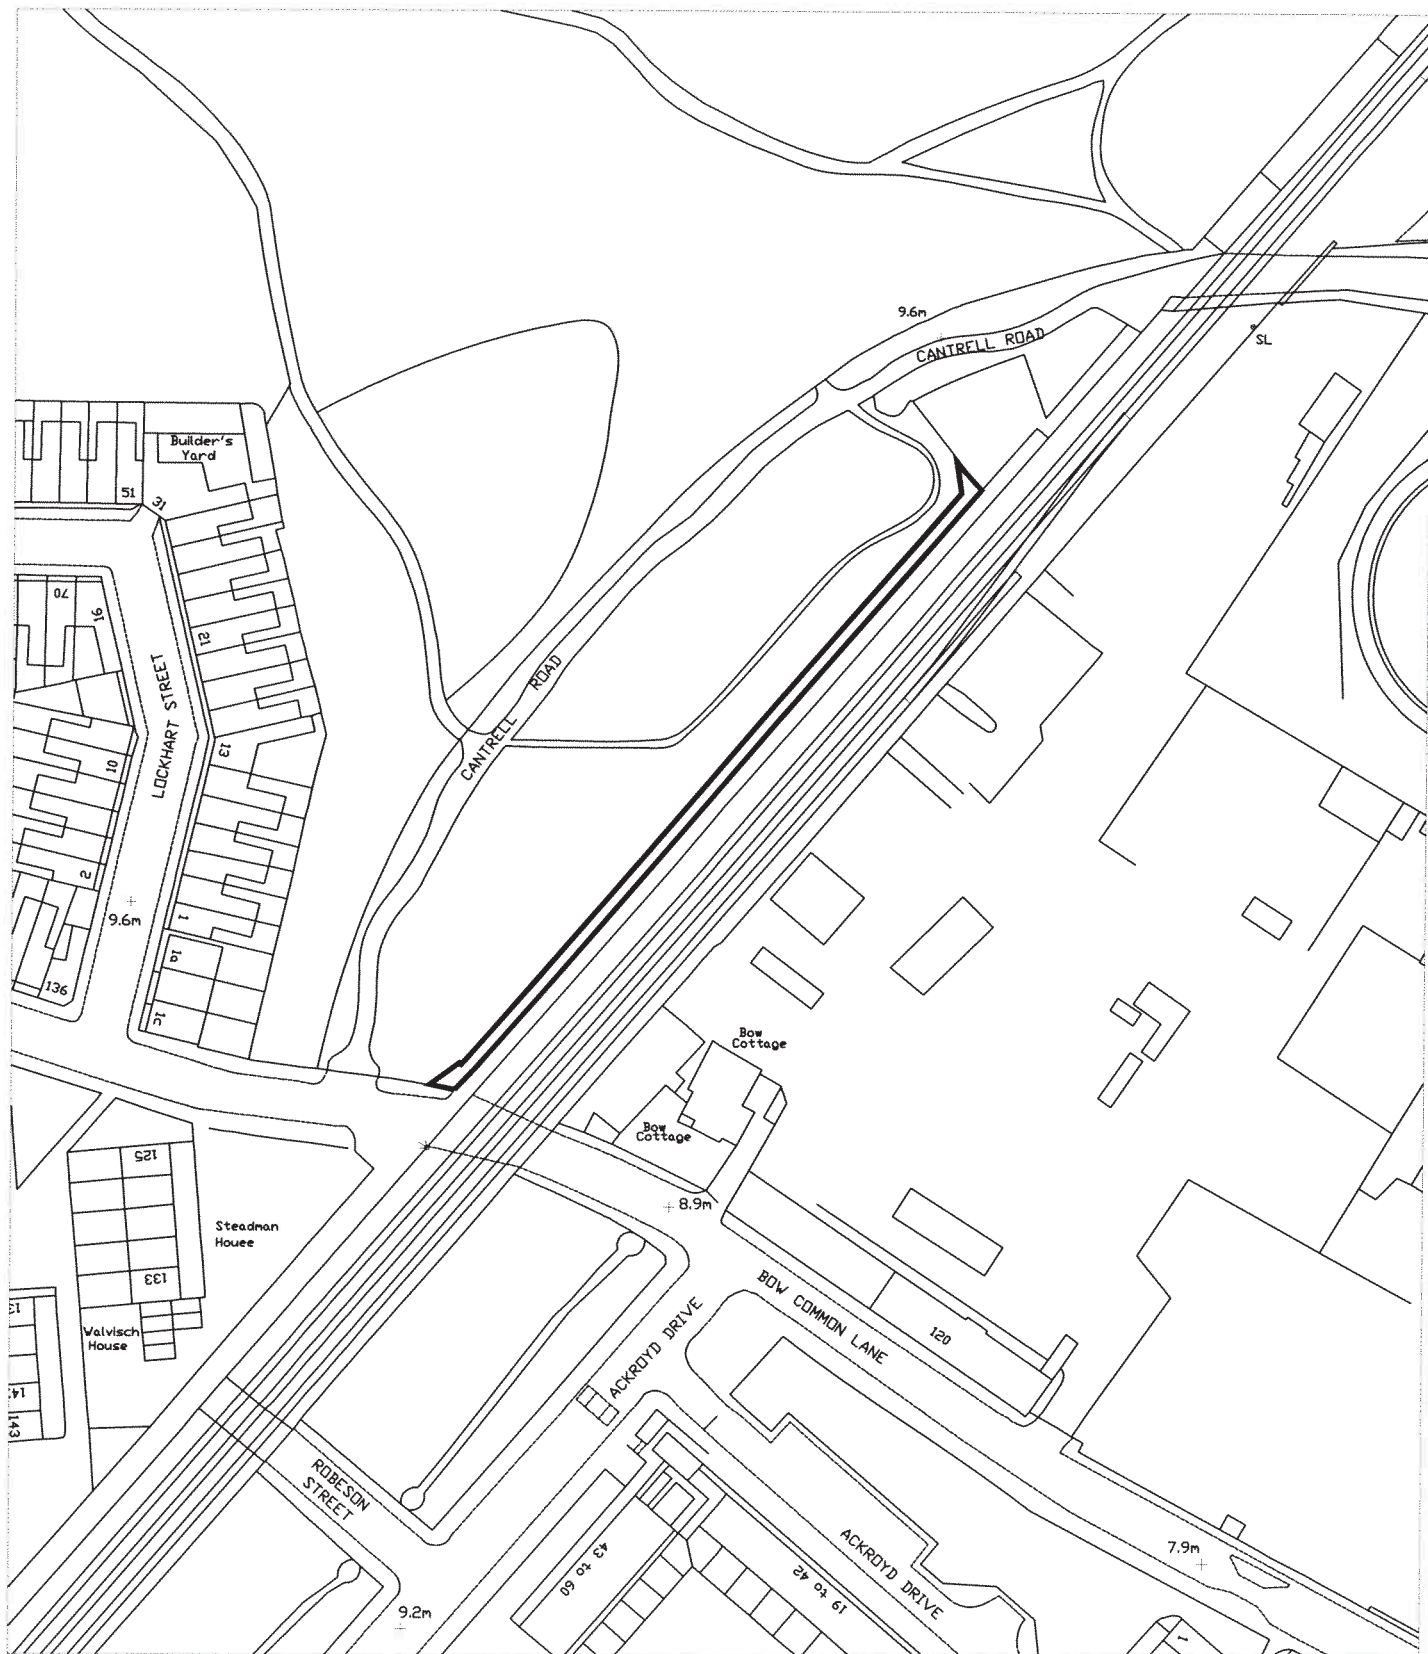 9.6m
CANTRELL ROAD
SL
Builder's
Yard
51
31
70
16
21
LOCKHART STREET
CANTRELL ROAD
13
10
2
1
9.6m
1a
136
1c
Bow
Cottage
Bow
Cottage
125
8.9m
Steadman
Houee
133
Walvisch
House
143
BOW COMMON LANE
120
ACKROYD DRIVE
ROBESON
STREET
43 to 60
19 to 42
ACKROYD DRIVE
7.9m
9.2m
1